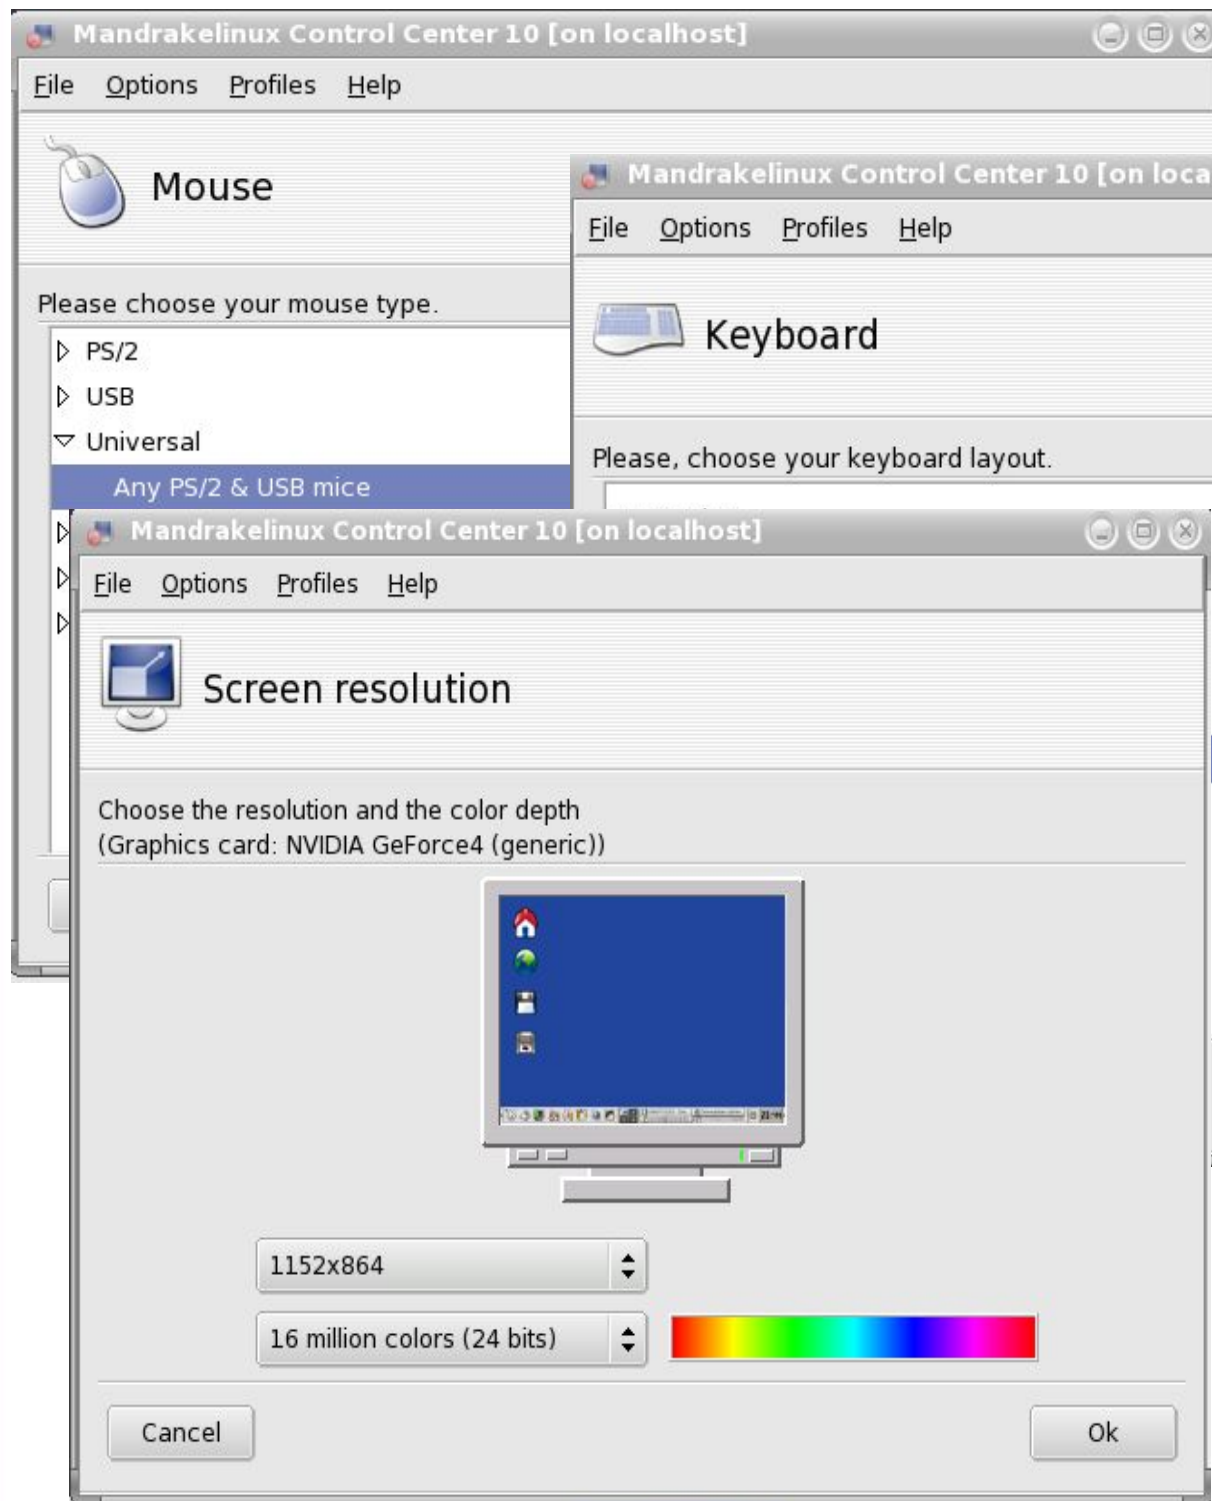 Mandrakelinux Control Center 10 [on localhost]
File Options Profiles Help
Mouse
Please choose your mouse type.
PS/2
USB
Universal
Any PS/2 & USB mice
Mandrakelinux Control Center 10 [on loca
File Options Profiles Help
Keyboard
Please, choose your keyboard layout.
Mandrakelinux Control Center 10 [on localhost]
File Options Profiles Help
Screen resolution
Choose the resolution and the color depth
(Graphics card: NVIDIA GeForce4 (generic))
1152x864
16 million colors (24 bits)
Cancel
Ok